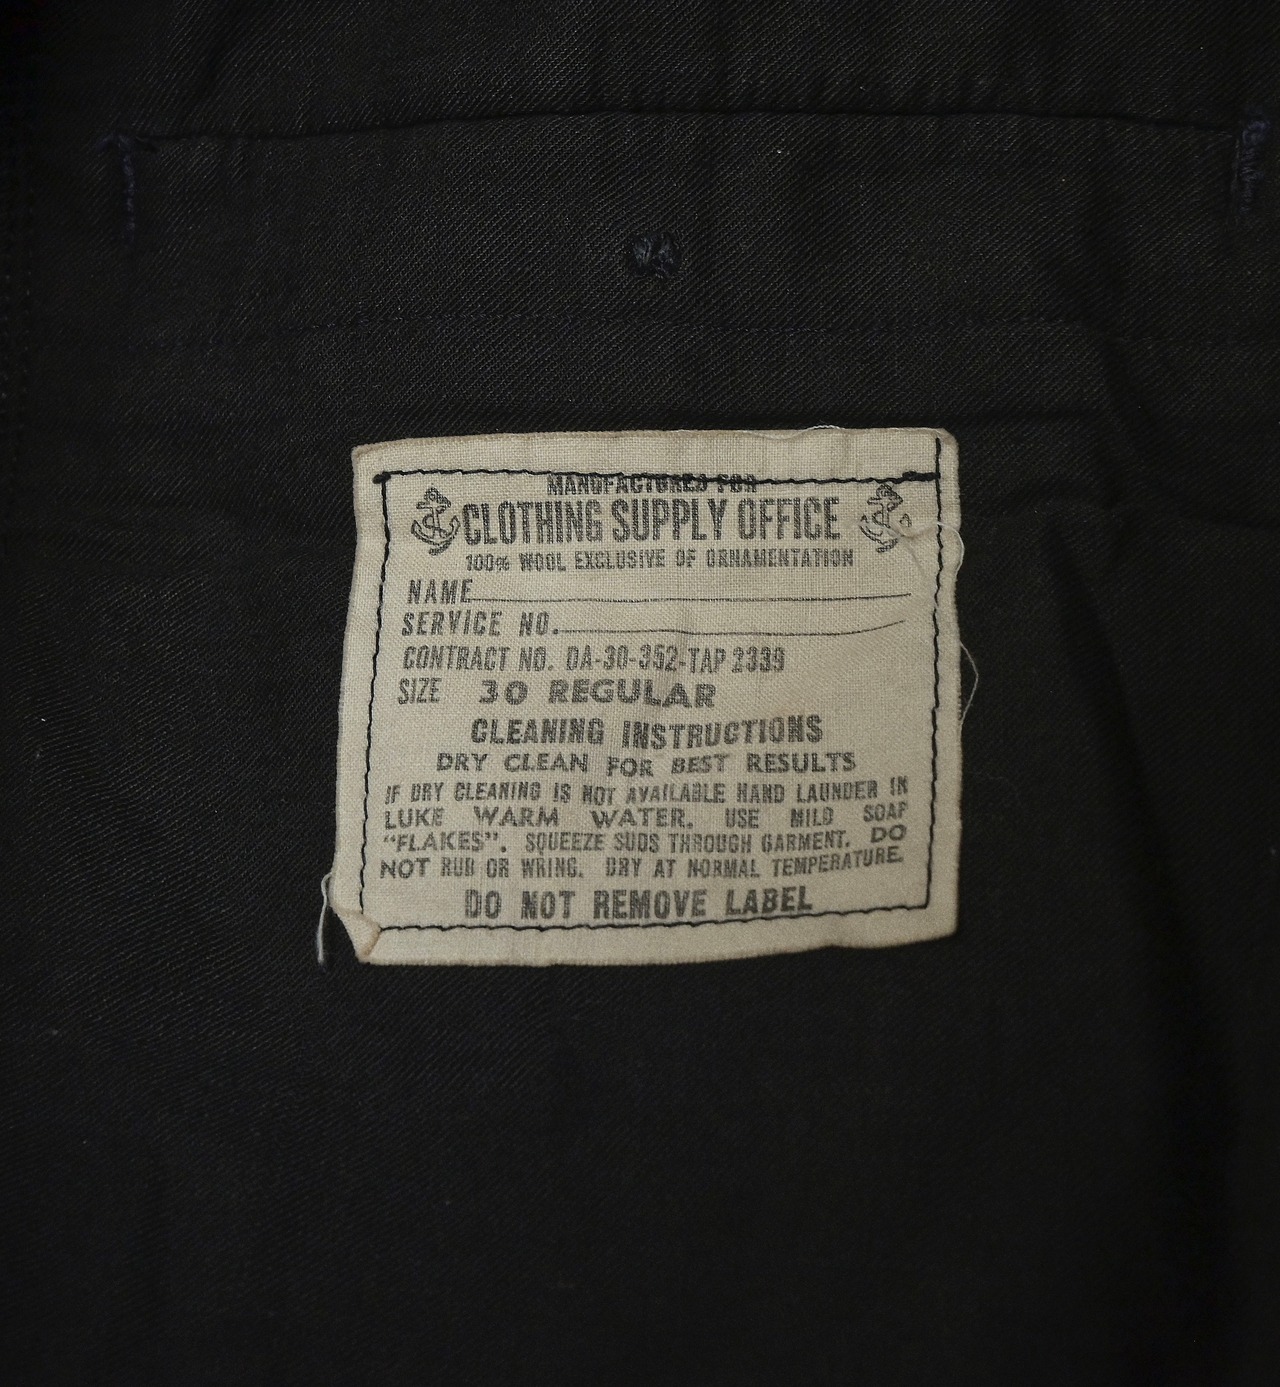 MANUFACTURED FOR
CLOTHING SUPPLY OFFICE
100% WOOL EXCLUSIVE OF ORNAMENTATION
NAME
SERVICE NO.
CONTRACT NO. DA-30-352-TAP 2339
SIZE 30 REGULAR
CLEANING INSTRUCTIONS
DRY CLEAN FOR BEST RESULTS
IF DRY CLEANING IS NOT AVAILABLE HAND LAUNDER IN
LUKE WARM WATER. USE MILD SOAP
"FLAKES". SQUEEZE SUDS THROUGH GARMENT. DO
NOT RUB OR WRING. DRY AT NORMAL TEMPERATURE.
DO NOT REMOVE LABEL